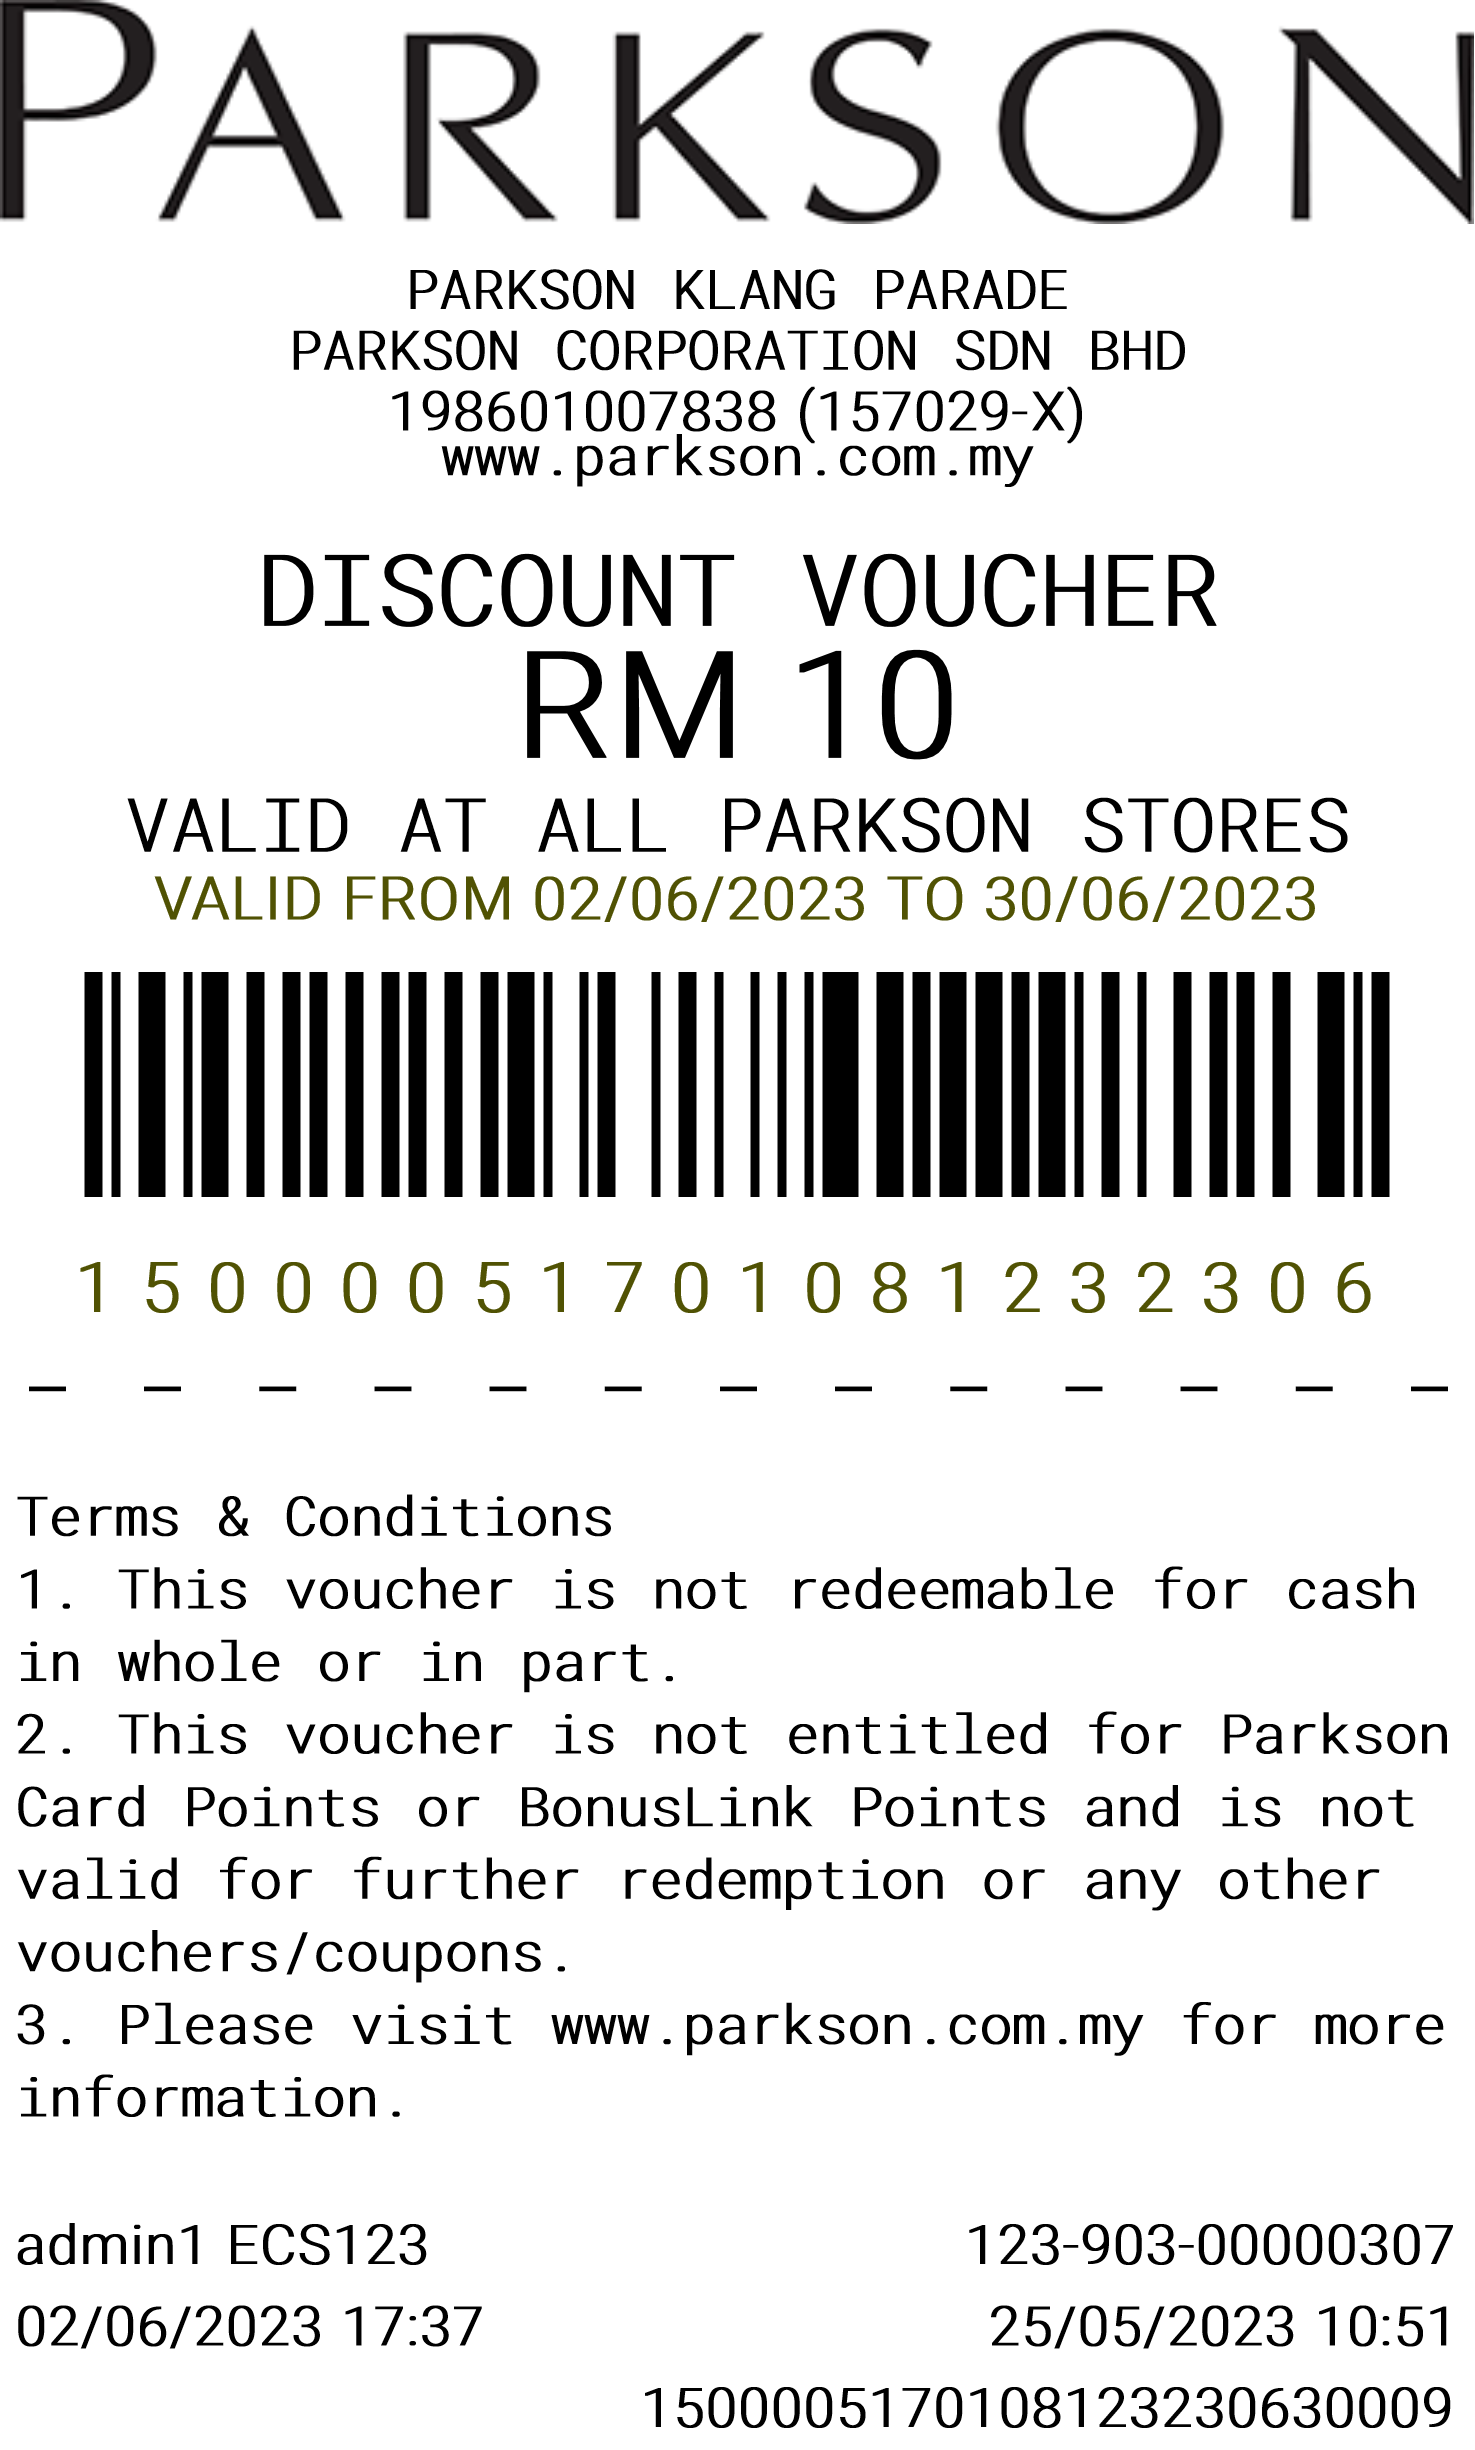 PARKSON
PARKSON KLANG PARADE
PARKSON CORPORATION SDN BHD
198601007838 (157029-X)
www.parkson.com.my
DISCOUNT VOUCHER
RM 10
VALID AT ALL PARKSON STORES
VALID FROM 02/06/2023 TO 30/06/2023
1 5 0 0 0 0 5 1 7 0 1 0 8 1 2 3 2 3 0 6
— — — — — — — — — — — — —
Terms & Conditions
1. This voucher is not redeemable for cash
in whole or in part.
2. This voucher is not entitled for Parkson
Card Points or BonusLink Points and is not
valid for further redemption or any other
vouchers/coupons.
3. Please visit www.parkson.com.my for more
information.
admin1 ECS123 123-903-00000307
02/06/2023 17:37 25/05/2023 10:51
1500005170108123230630009